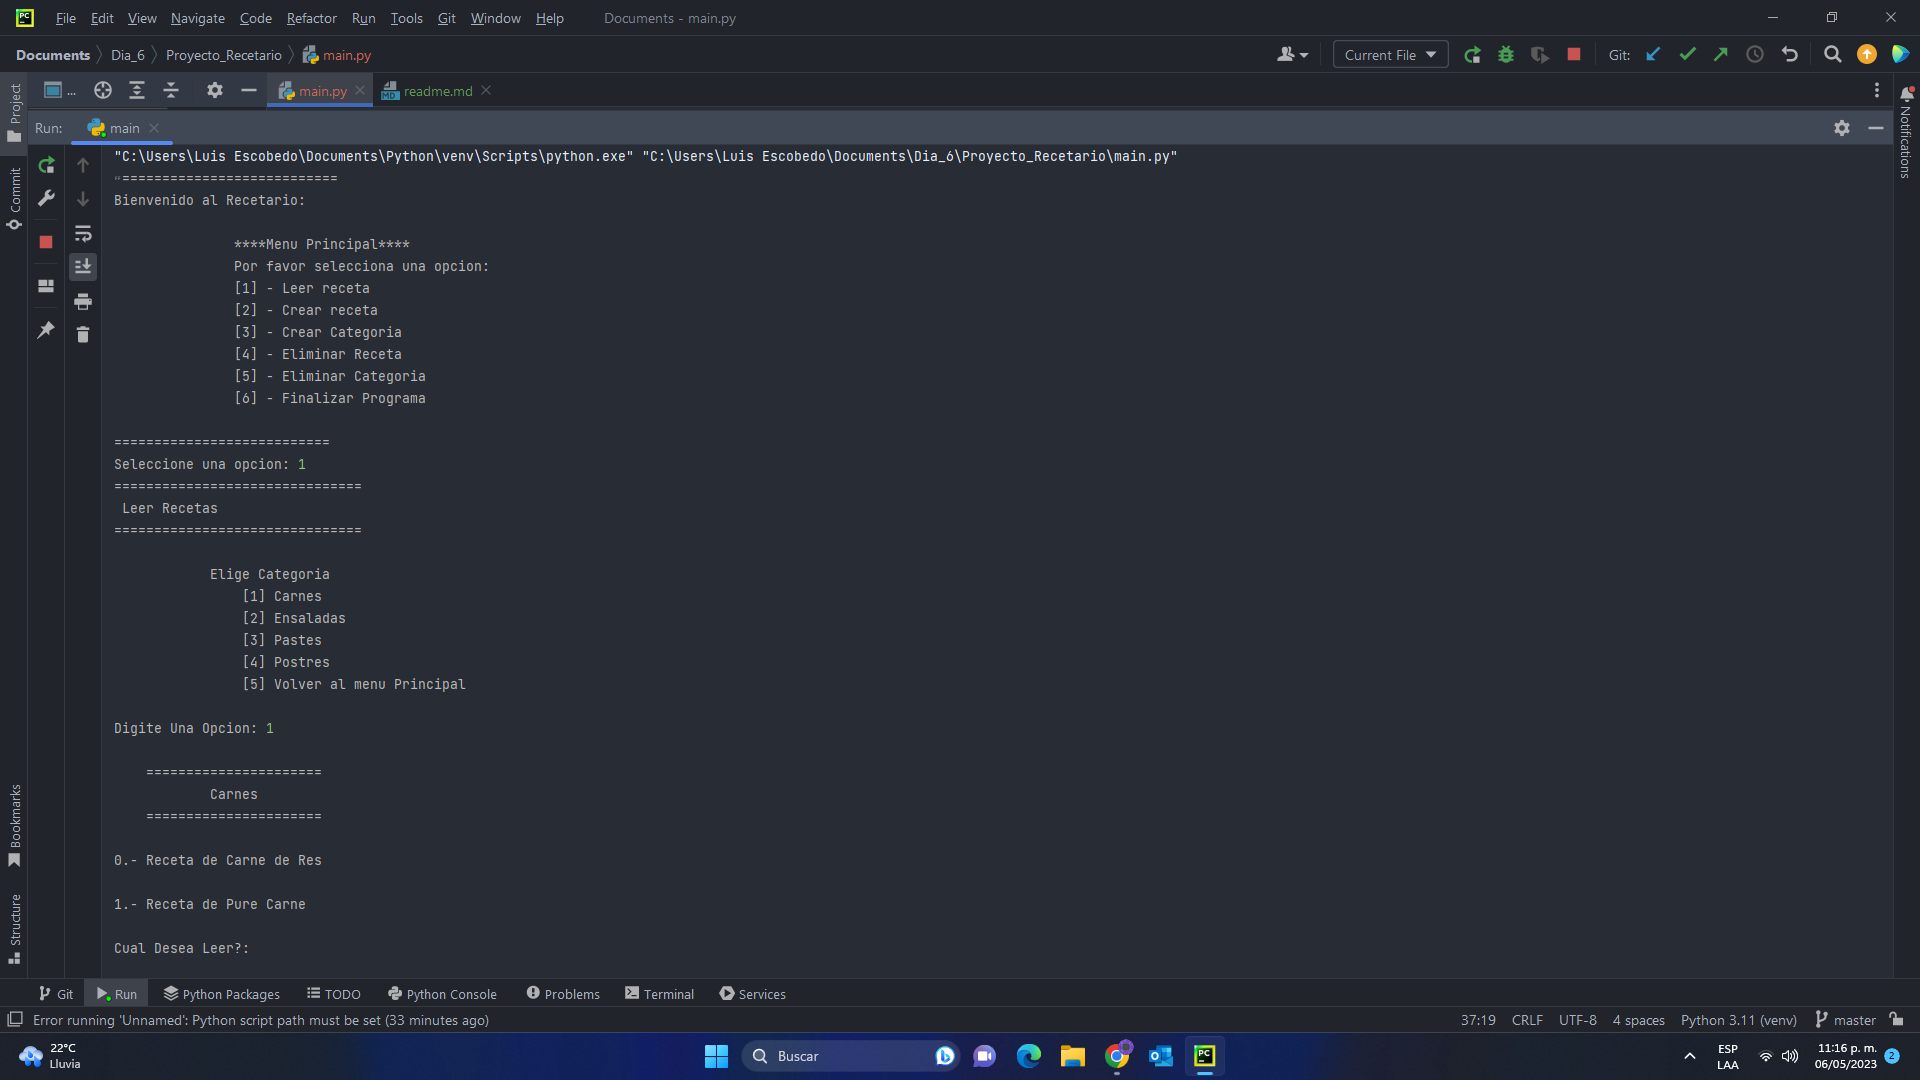 PC File Edit View Navigate Code Refactor Run Tools Git Window Help Documents - main.py
Documents Dia_6 Proyecto_Recetario main.py Current File Git:
Project ... main.py readme.md
Notifications
Commit
Run: main
"C:\Users\Luis Escobedo\Documents\Python\venv\Scripts\python.exe" "C:\Users\Luis Escobedo\Documents\Dia_6\Proyecto_Recetario\main.py"
===========================
Bienvenido al Recetario:
****Menu Principal****
Por favor selecciona una opcion:
[1] - Leer receta
[2] - Crear receta
[3] - Crear Categoria
[4] - Eliminar Receta
[5] - Eliminar Categoria
[6] - Finalizar Programa
===========================
Seleccione una opcion: 1
===============================
Leer Recetas
===============================
Elige Categoria
[1] Carnes
[2] Ensaladas
[3] Pastes
[4] Postres
[5] Volver al menu Principal
Digite Una Opcion: 1
======================
Carnes
======================
0.- Receta de Carne de Res
1.- Receta de Pure Carne
Cual Desea Leer?:
Bookmarks
Structure
Git Run Python Packages TODO Python Console Problems Terminal Services
Error running 'Unnamed': Python script path must be set (33 minutes ago) 37:19 CRLF UTF-8 4 spaces Python 3.11 (venv) master
22°C
Lluvia
Buscar
PC
ESP
LAA
11:16 p. m.
06/05/2023
2